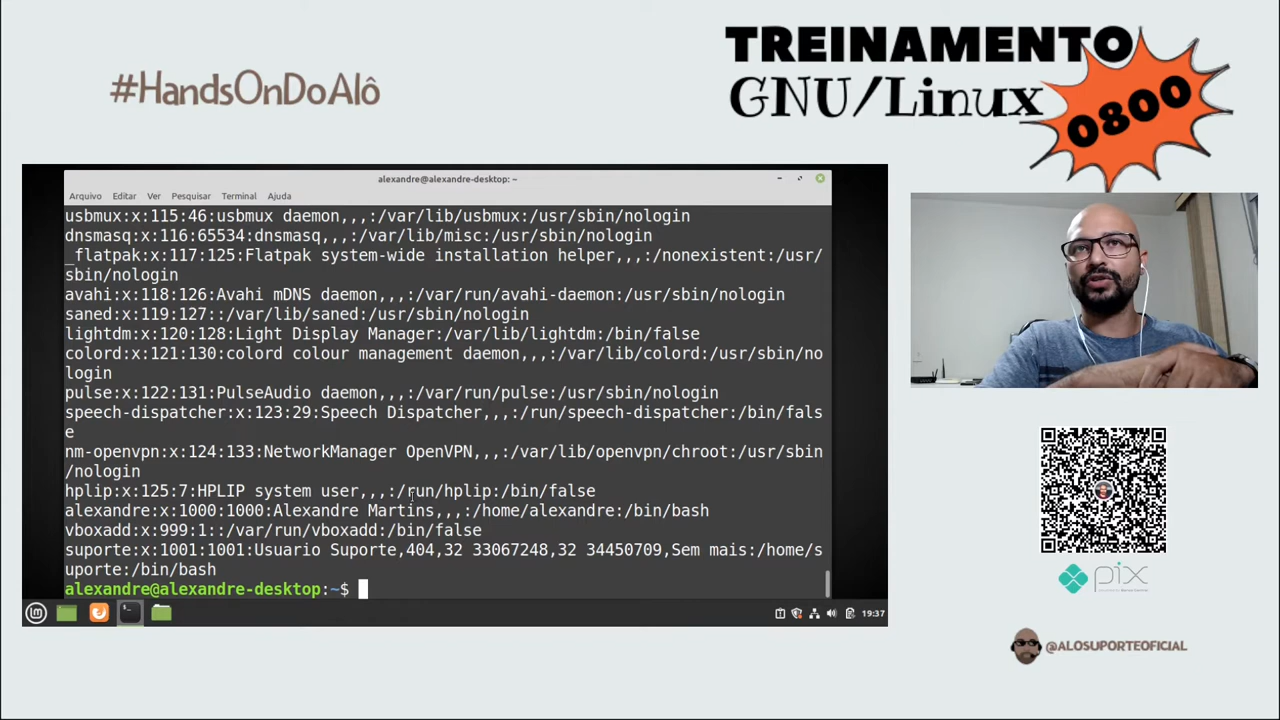 #HandsOnDoAlô
TREINAMENTO
GNU/Linux
0800
alexandre@alexandre-desktop: ~
Arquivo Editar Ver Pesquisar Terminal Ajuda
usbmux:x:115:46:usbmux daemon,,,:/var/lib/usbmux:/usr/sbin/nologin
dnsmasq:x:116:65534:dnsmasq,,,:/var/lib/misc:/usr/sbin/nologin
_flatpak:x:117:125:Flatpak system-wide installation helper,,,:/nonexistent:/usr/
sbin/nologin
avahi:x:118:126:Avahi mDNS daemon,,,:/var/run/avahi-daemon:/usr/sbin/nologin
saned:x:119:127::/var/lib/saned:/usr/sbin/nologin
lightdm:x:120:128:Light Display Manager:/var/lib/lightdm:/bin/false
colord:x:121:130:colord colour management daemon,,,:/var/lib/colord:/usr/sbin/no
login
pulse:x:122:131:PulseAudio daemon,,,:/var/run/pulse:/usr/sbin/nologin
speech-dispatcher:x:123:29:Speech Dispatcher,,,:/run/speech-dispatcher:/bin/fals
e
nm-openvpn:x:124:133:NetworkManager OpenVPN,,,:/var/lib/openvpn/chroot:/usr/sbin
/nologin
hplip:x:125:7:HPLIP system user,,,:/run/hplip:/bin/false
alexandre:x:1000:1000:Alexandre Martins,,,:/home/alexandre:/bin/bash
vboxadd:x:999:1::/var/run/vboxadd:/bin/false
suporte:x:1001:1001:Usuario Suporte,404,32 33067248,32 34450709,Sem mais:/home/s
uporte:/bin/bash
alexandre@alexandre-desktop:~$
19:37
pix
@ALOSUPORTEOFICIAL